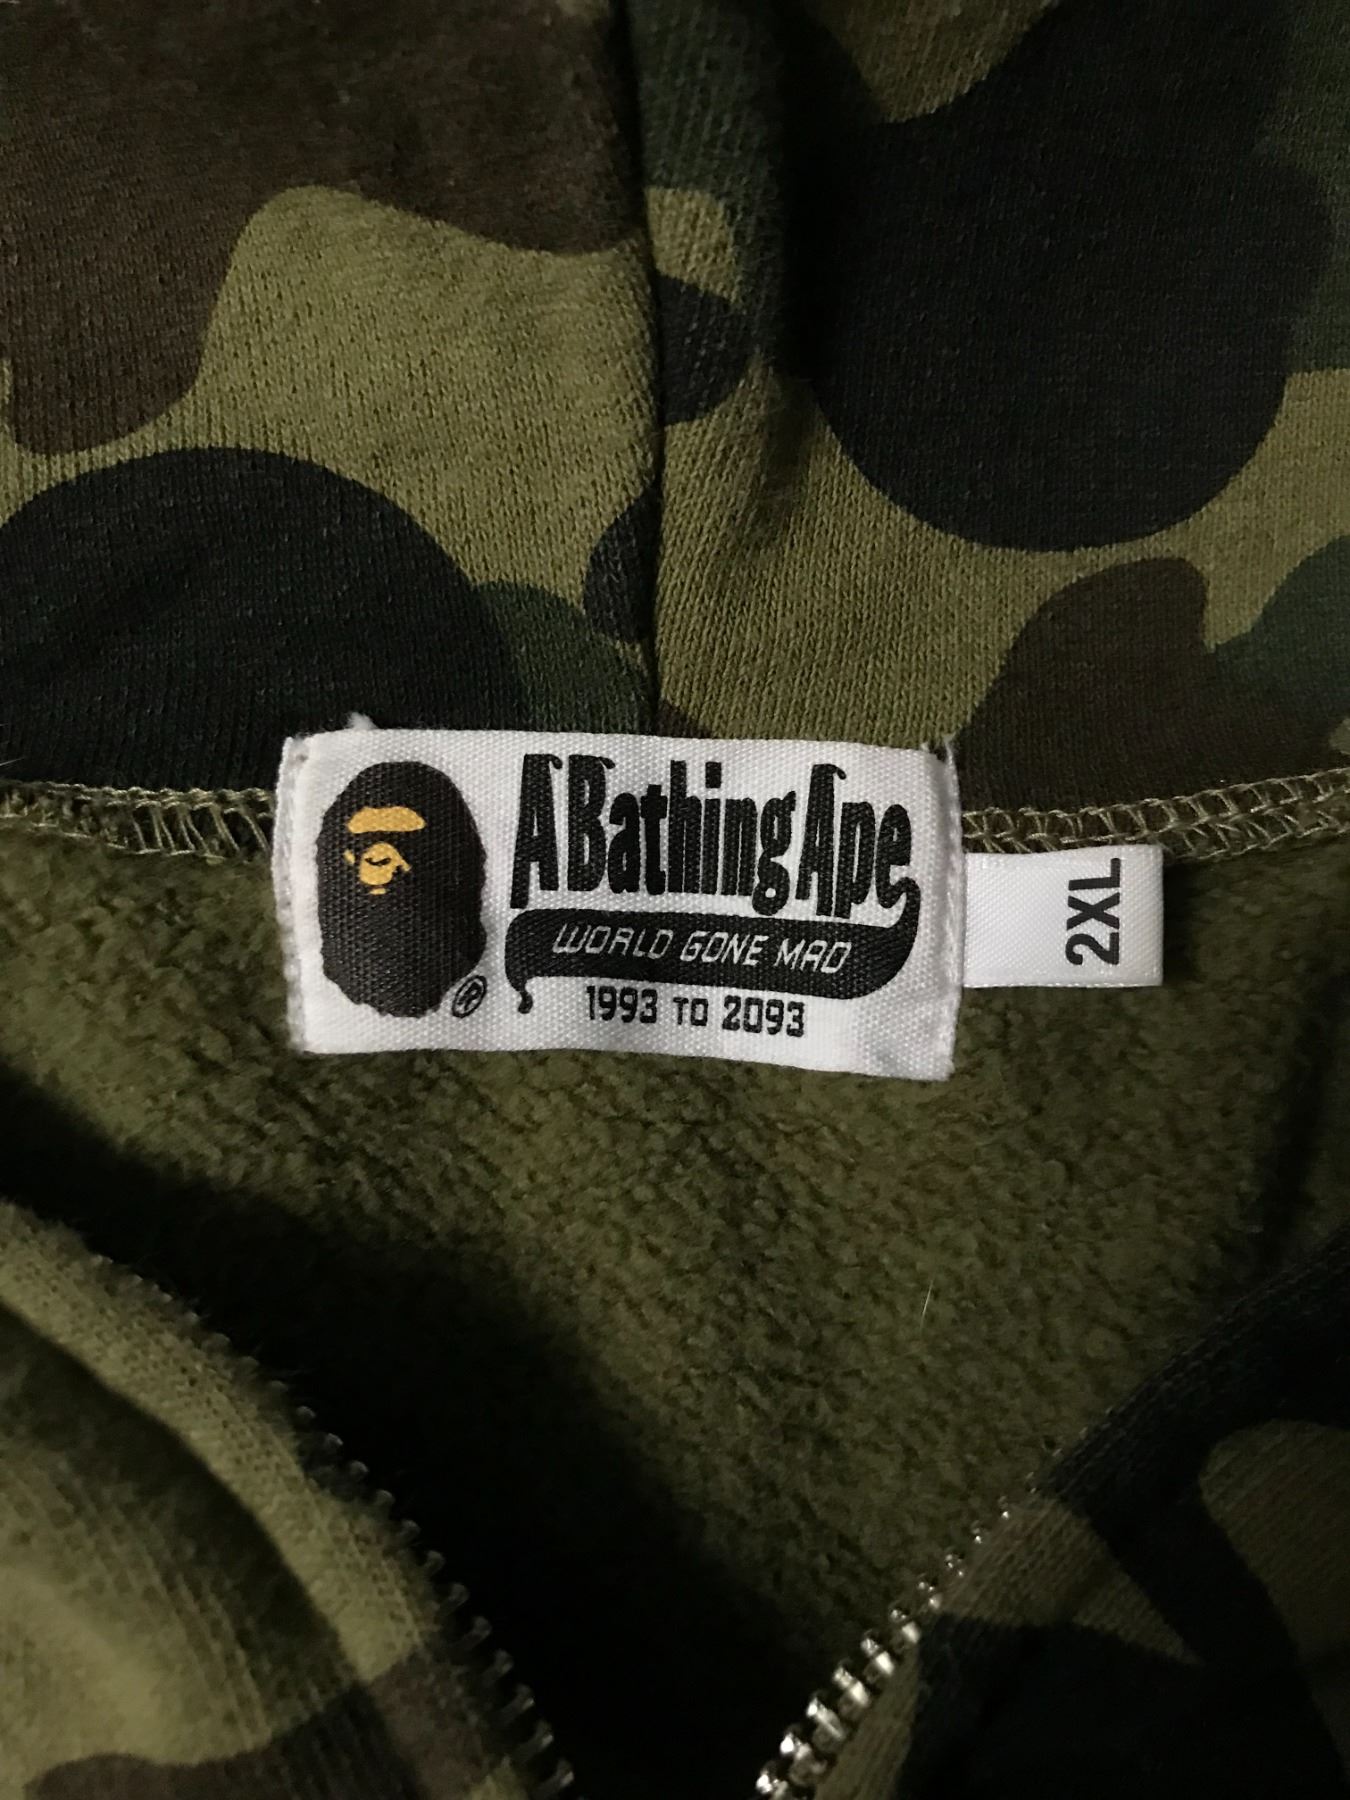 A Bathing Ape
WORLD GONE MAD
1993 TO 2093
®
2XL